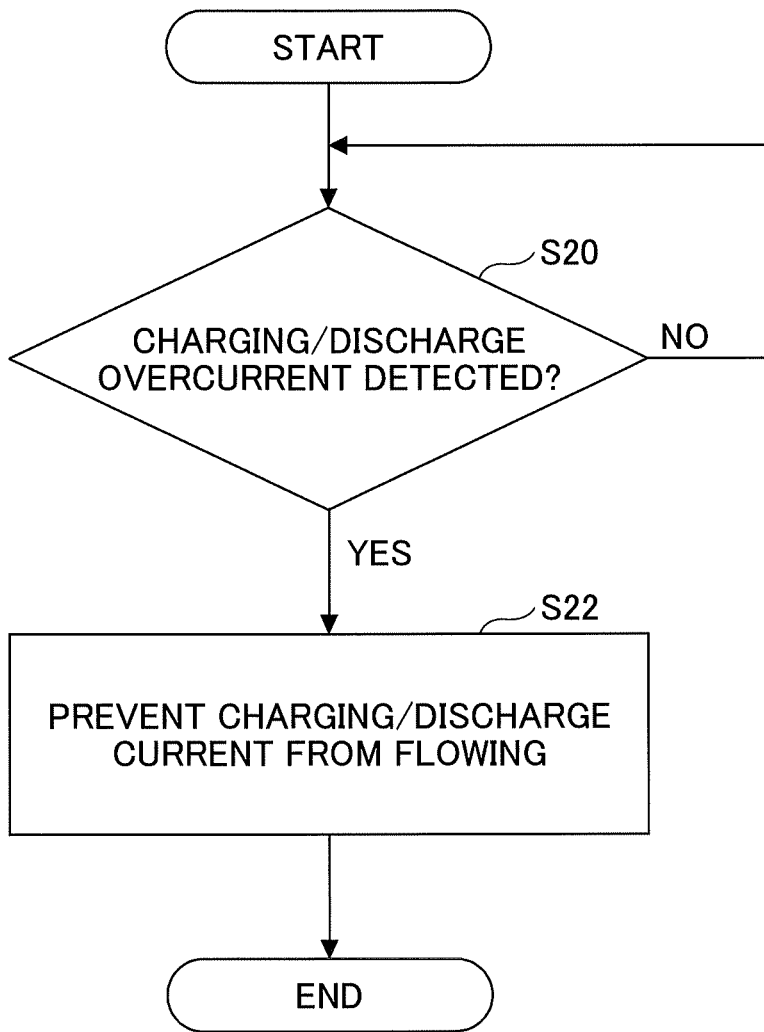 START
S20
CHARGING/DISCHARGE
OVERCURRENT DETECTED?
NO
YES
S22
PREVENT CHARGING/DISCHARGE
CURRENT FROM FLOWING
END